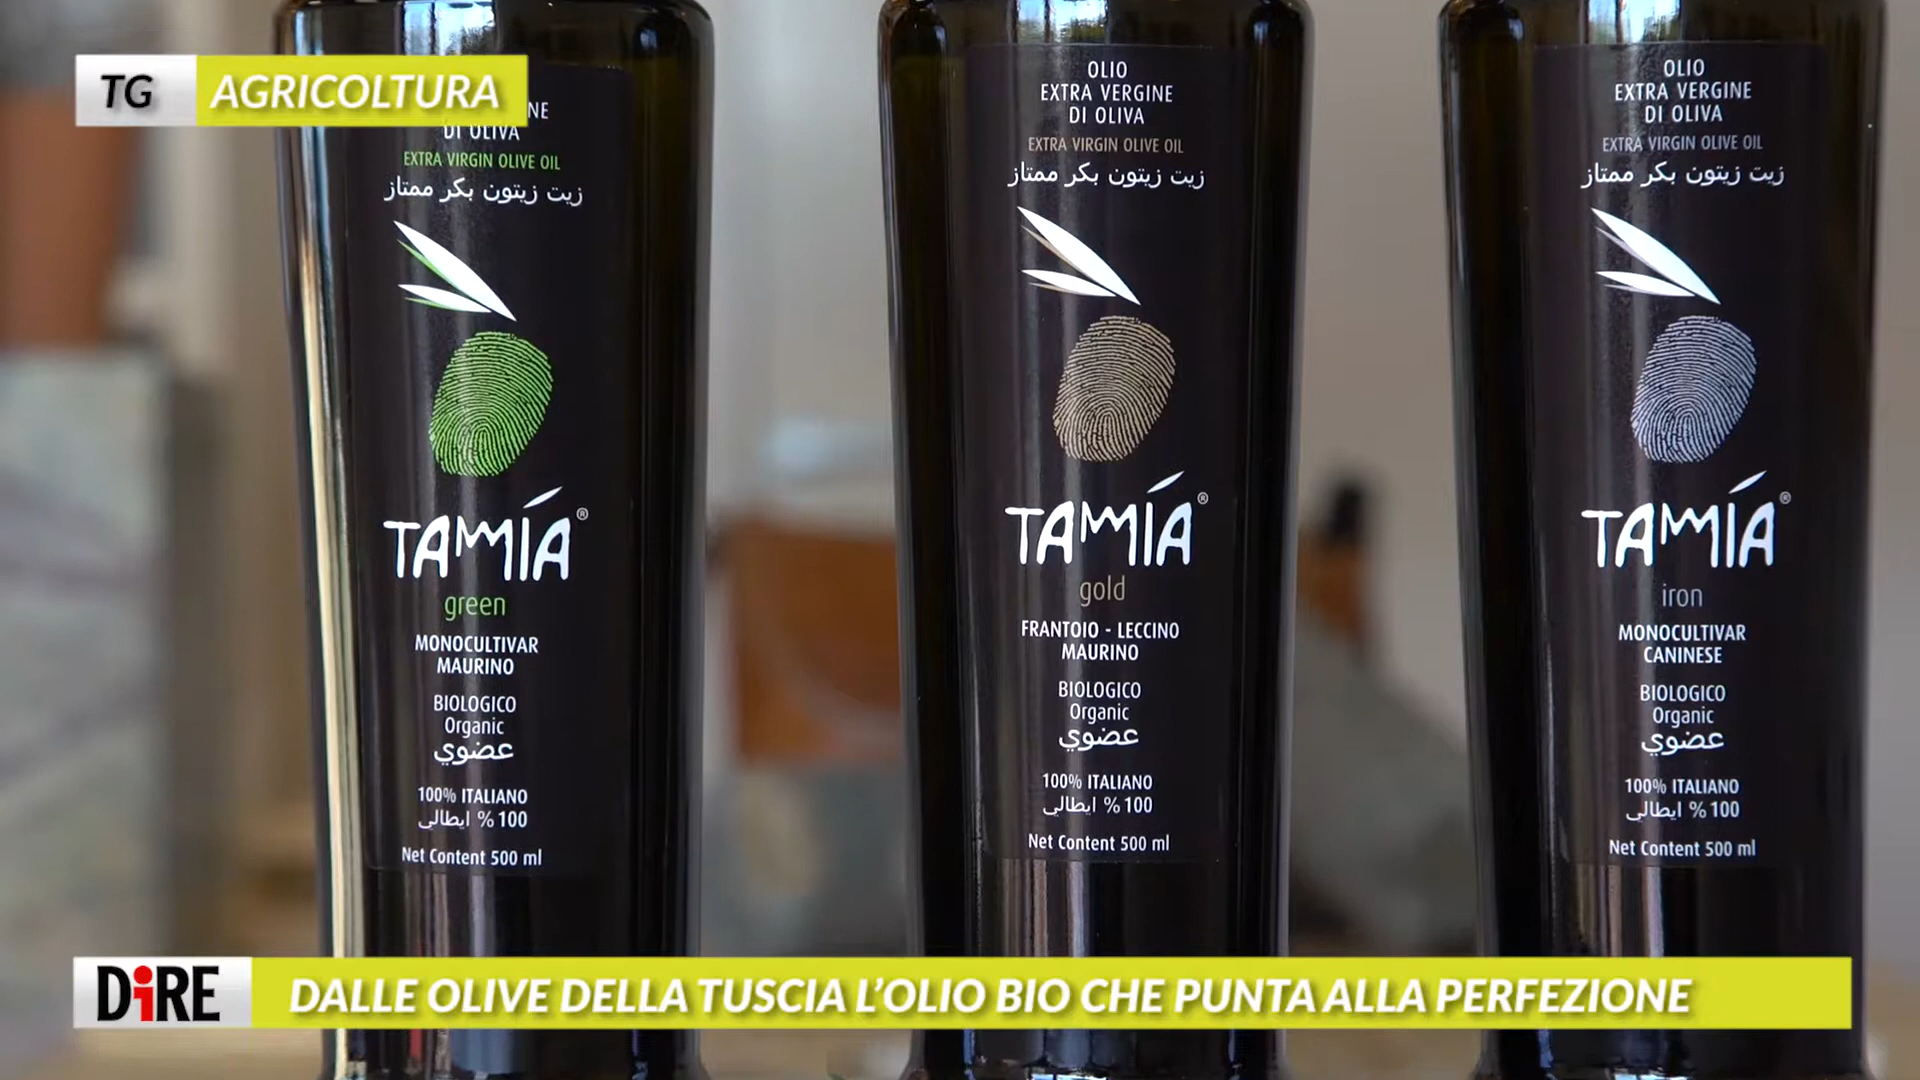 TG AGRICOLTURA
NE
DI OLIVA
EXTRA VIRGIN OLIVE OIL
زيت زيتون بكر ممتاز
TAMÍA®
green
MONOCULTIVAR
MAURINO
BIOLOGICO
Organic
عضوي
100% ITALIANO
100 % ايطالي
Net Content 500 ml
OLIO
EXTRA VERGINE
DI OLIVA
EXTRA VIRGIN OLIVE OIL
زيت زيتون بكر ممتاز
TAMÍA®
gold
FRANTOIO - LECCINO
MAURINO
BIOLOGICO
Organic
عضوي
100% ITALIANO
100 % ايطالي
Net Content 500 ml
OLIO
EXTRA VERGINE
DI OLIVA
EXTRA VIRGIN OLIVE OIL
زيت زيتون بكر ممتاز
TAMÍA®
iron
MONOCULTIVAR
CANINESE
BIOLOGICO
Organic
عضوي
100% ITALIANO
100 % ايطالي
Net Content 500 ml
DiRE DALLE OLIVE DELLA TUSCIA L'OLIO BIO CHE PUNTA ALLA PERFEZIONE